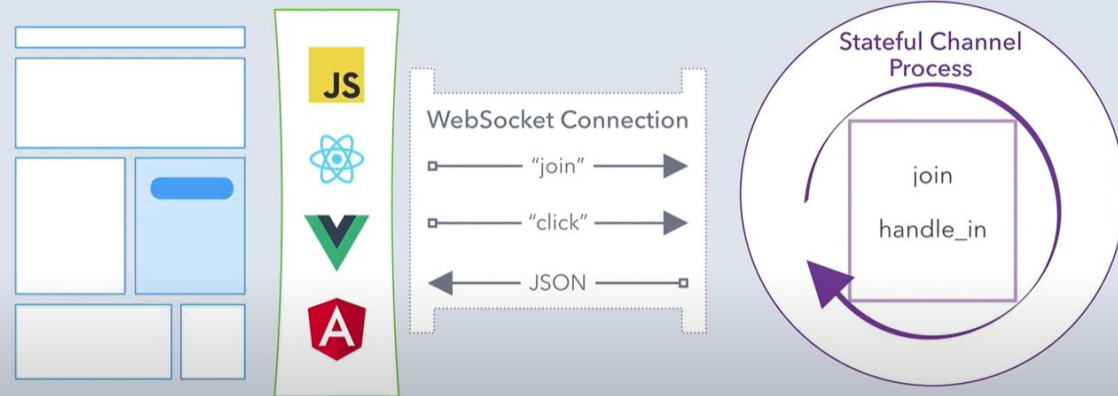 JS
A
WebSocket Connection
"join"
"click"
JSON
Stateful Channel
Process
join
handle_in